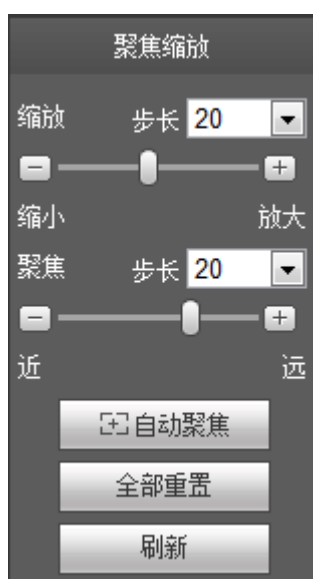 聚焦缩放
缩放 步长 20
缩小 放大
聚焦 步长 20
近 远
自动聚焦
全部重置
刷新